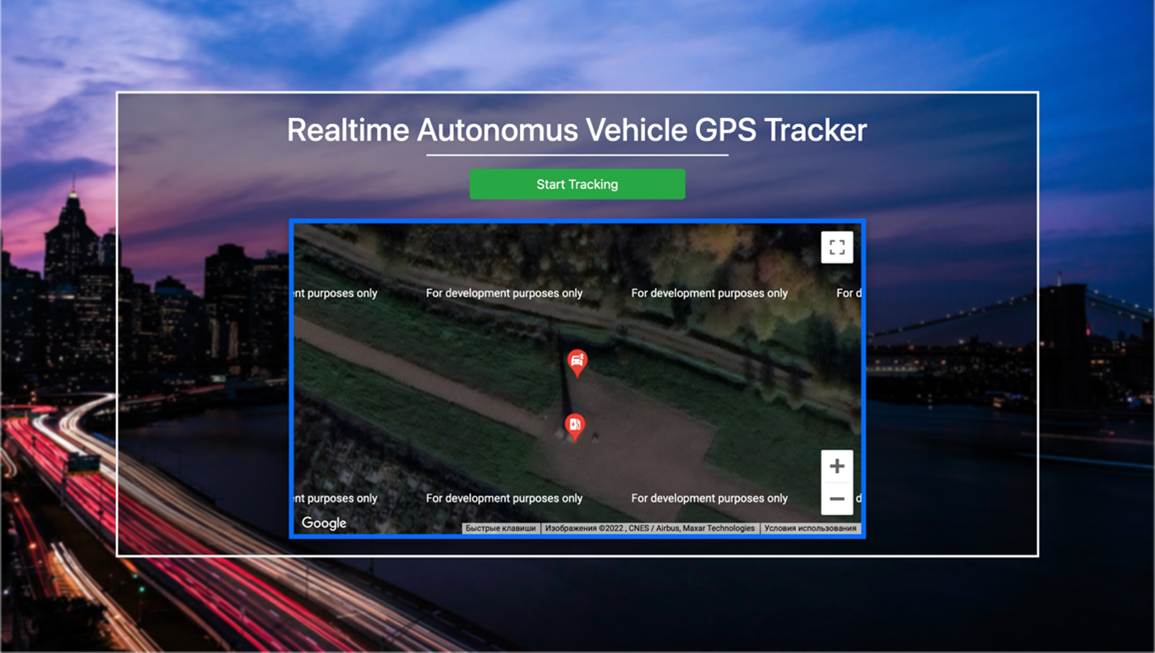 Realtime Autonomus Vehicle GPS Tracker
Start Tracking
nt purposes only For development purposes only For development purposes only For d
nt purposes only For development purposes only For development purposes only d
Google
Быстрые клавиши Изображения ©2022 , CNES / Airbus, Maxar Technologies Условия использования